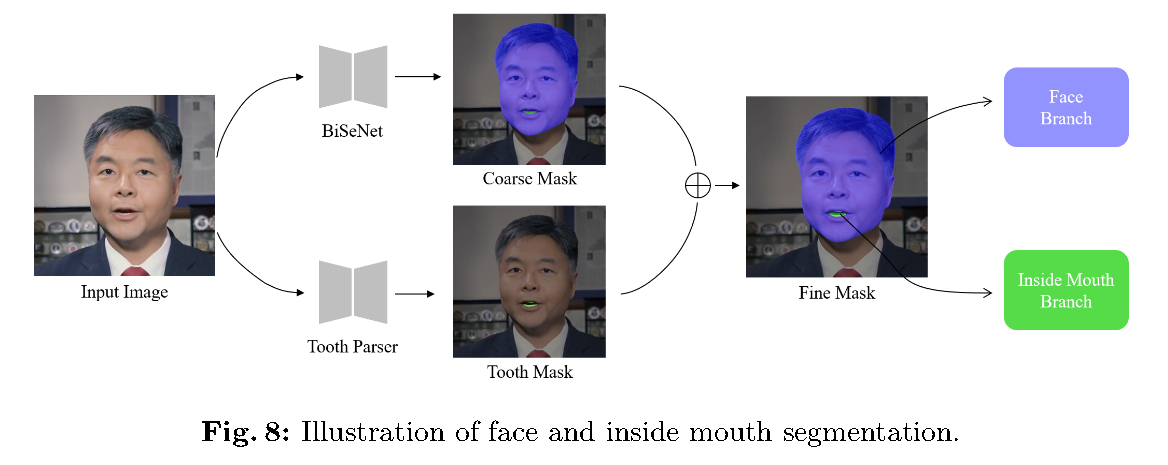 Input Image
BiSeNet
Tooth Parser
Coarse Mask
Tooth Mask
Fine Mask
Face
Branch
Inside Mouth
Branch
Fig. 8: Illustration of face and inside mouth segmentation.